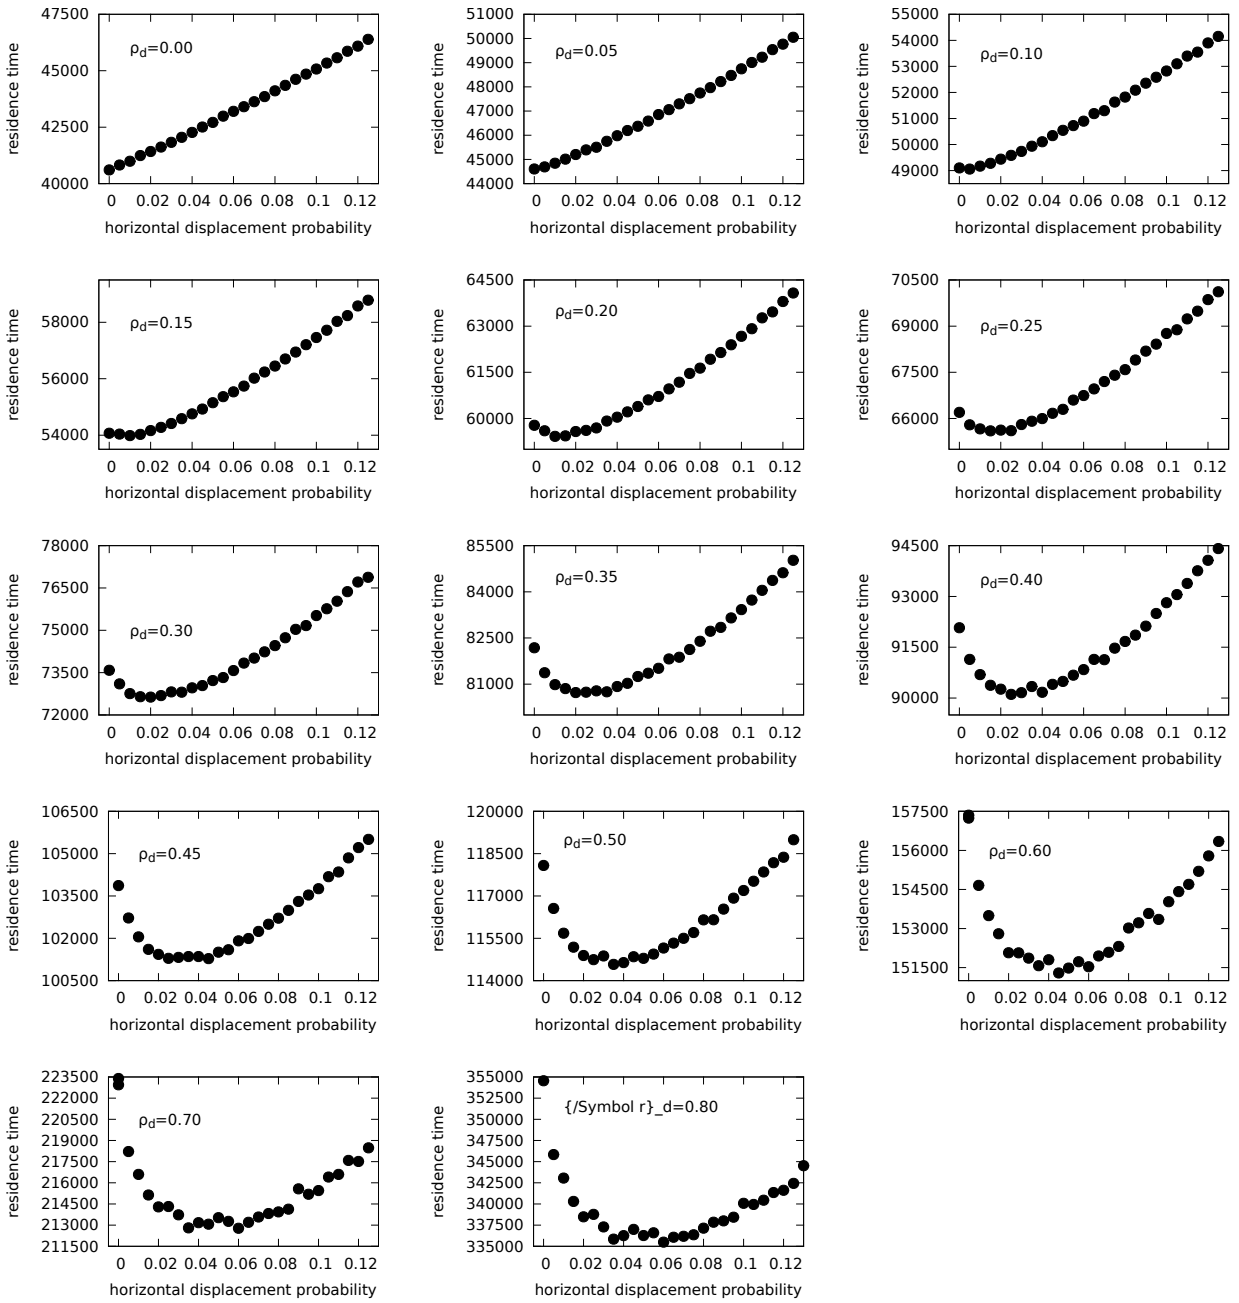 47500
45000
42500
40000
residence time
ρd=0.00
0 0.02 0.04 0.06 0.08 0.1 0.12
horizontal displacement probability
51000
50000
49000
48000
47000
46000
45000
44000
residence time
ρd=0.05
0 0.02 0.04 0.06 0.08 0.1 0.12
horizontal displacement probability
55000
54000
53000
52000
51000
50000
49000
residence time
ρd=0.10
0 0.02 0.04 0.06 0.08 0.1 0.12
horizontal displacement probability
58000
56000
54000
residence time
ρd=0.15
0 0.02 0.04 0.06 0.08 0.1 0.12
horizontal displacement probability
64500
63000
61500
60000
residence time
ρd=0.20
0 0.02 0.04 0.06 0.08 0.1 0.12
horizontal displacement probability
70500
69000
67500
66000
residence time
ρd=0.25
0 0.02 0.04 0.06 0.08 0.1 0.12
horizontal displacement probability
78000
76500
75000
73500
72000
residence time
ρd=0.30
0 0.02 0.04 0.06 0.08 0.1 0.12
horizontal displacement probability
85500
84000
82500
81000
residence time
ρd=0.35
0 0.02 0.04 0.06 0.08 0.1 0.12
horizontal displacement probability
94500
93000
91500
90000
residence time
ρd=0.40
0 0.02 0.04 0.06 0.08 0.1 0.12
horizontal displacement probability
106500
105000
103500
102000
100500
residence time
ρd=0.45
0 0.02 0.04 0.06 0.08 0.1 0.12
horizontal displacement probability
120000
118500
117000
115500
114000
residence time
ρd=0.50
0 0.02 0.04 0.06 0.08 0.1 0.12
horizontal displacement probability
157500
156000
154500
153000
151500
residence time
ρd=0.60
0 0.02 0.04 0.06 0.08 0.1 0.12
horizontal displacement probability
223500
222000
220500
219000
217500
216000
214500
213000
211500
residence time
ρd=0.70
0 0.02 0.04 0.06 0.08 0.1 0.12
horizontal displacement probability
355000
352500
350000
347500
345000
342500
340000
337500
335000
residence time
{/Symbol r}_d=0.80
0 0.02 0.04 0.06 0.08 0.1 0.12
horizontal displacement probability